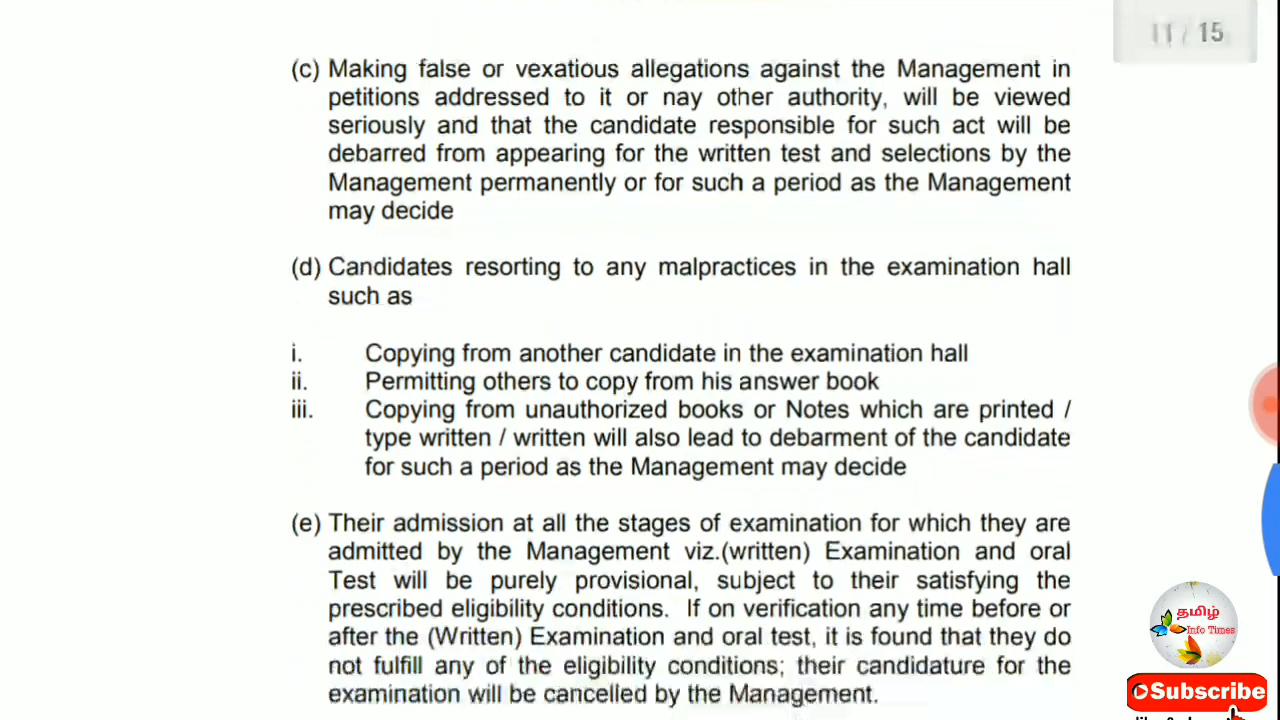 11 / 15
(c) Making false or vexatious allegations against the Management in
petitions addressed to it or nay other authority, will be viewed
seriously and that the candidate responsible for such act will be
debarred from appearing for the written test and selections by the
Management permanently or for such a period as the Management
may decide
(d) Candidates resorting to any malpractices in the examination hall
such as
i. Copying from another candidate in the examination hall
ii. Permitting others to copy from his answer book
iii. Copying from unauthorized books or Notes which are printed /
type written / written will also lead to debarment of the candidate
for such a period as the Management may decide
(e) Their admission at all the stages of examination for which they are
admitted by the Management viz.(written) Examination and oral
Test will be purely provisional, subject to their satisfying the
prescribed eligibility conditions. If on verification any time before or
after the (Written) Examination and oral test, it is found that they do
not fulfill any of the eligibility conditions; their candidature for the
examination will be cancelled by the Management.
தமிழ்
Info Times
Subscribe